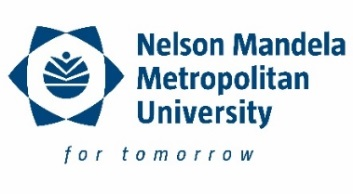 Nelson Mandela
Metropolitan
University
for tomorrow